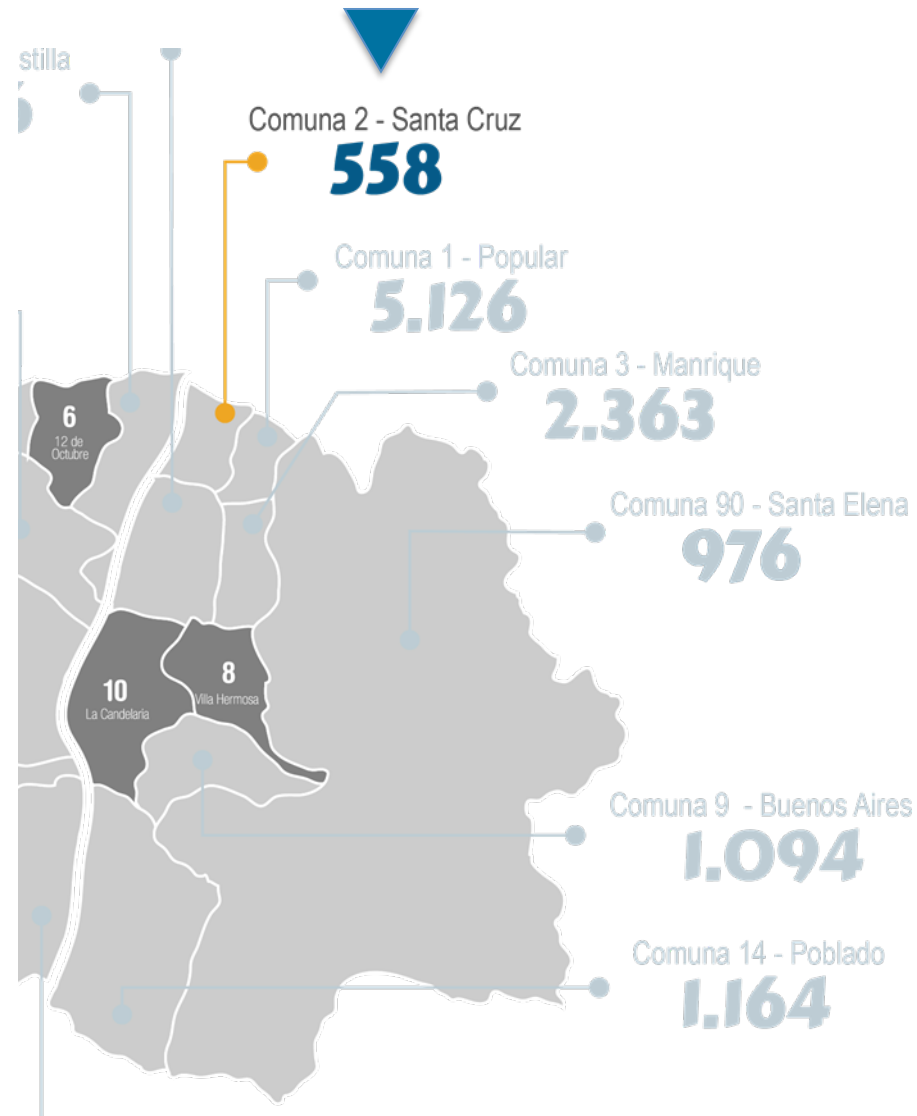 stilla
Comuna 2 - Santa Cruz
558
Comuna 1 - Popular
5.126
Comuna 3 - Manrique
2.363
6
12 de
Octubre
Comuna 90 - Santa Elena
976
8
Villa Hermosa
10
La Candelaria
Comuna 9 - Buenos Aires
1.094
Comuna 14 - Poblado
1.164